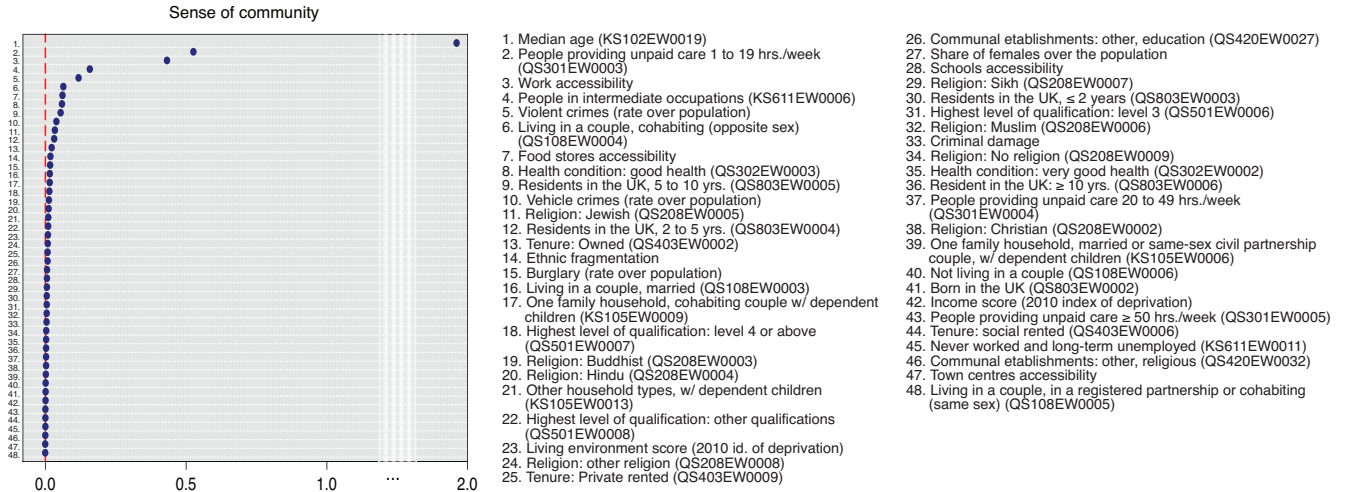 Sense of community
1.
2.
3.
4.
5.
6.
7.
8.
9.
10.
11.
12.
13.
14.
15.
16.
17.
18.
19.
20.
21.
22.
23.
24.
25.
26.
27.
28.
29.
30.
31.
32.
33.
34.
35.
36.
37.
38.
39.
40.
41.
42.
43.
44.
45.
46.
47.
48.
0.0 0.5 1.0 ... 2.0
1. Median age (KS102EW0019)
2. People providing unpaid care 1 to 19 hrs./week
(QS301EW0003)
3. Work accessibility
4. People in intermediate occupations (KS611EW0006)
5. Violent crimes (rate over population)
6. Living in a couple, cohabiting (opposite sex)
(QS108EW0004)
7. Food stores accessibility
8. Health condition: good health (QS302EW0003)
9. Residents in the UK, 5 to 10 yrs. (QS803EW0005)
10. Vehicle crimes (rate over population)
11. Religion: Jewish (QS208EW0005)
12. Residents in the UK, 2 to 5 yrs. (QS803EW0004)
13. Tenure: Owned (QS403EW0002)
14. Ethnic fragmentation
15. Burglary (rate over population)
16. Living in a couple, married (QS108EW0003)
17. One family household, cohabiting couple w/ dependent
children (KS105EW0009)
18. Highest level of qualification: level 4 or above
(QS501EW0007)
19. Religion: Buddhist (QS208EW0003)
20. Religion: Hindu (QS208EW0004)
21. Other household types, w/ dependent children
(KS105EW0013)
22. Highest level of qualification: other qualifications
(QS501EW0008)
23. Living environment score (2010 id. of deprivation)
24. Religion: other religion (QS208EW0008)
25. Tenure: Private rented (QS403EW0009)
26. Communal etablishments: other, education (QS420EW0027)
27. Share of females over the population
28. Schools accessibility
29. Religion: Sikh (QS208EW0007)
30. Residents in the UK, ≤ 2 years (QS803EW0003)
31. Highest level of qualification: level 3 (QS501EW0006)
32. Religion: Muslim (QS208EW0006)
33. Criminal damage
34. Religion: No religion (QS208EW0009)
35. Health condition: very good health (QS302EW0002)
36. Resident in the UK: ≥ 10 yrs. (QS803EW0006)
37. People providing unpaid care 20 to 49 hrs./week
(QS301EW0004)
38. Religion: Christian (QS208EW0002)
39. One family household, married or same-sex civil partnership
couple, w/ dependent children (KS105EW0006)
40. Not living in a couple (QS108EW0006)
41. Born in the UK (QS803EW0002)
42. Income score (2010 index of deprivation)
43. People providing unpaid care ≥ 50 hrs./week (QS301EW0005)
44. Tenure: social rented (QS403EW0006)
45. Never worked and long-term unemployed (KS611EW0011)
46. Communal etablishments: other, religious (QS420EW0032)
47. Town centres accessibility
48. Living in a couple, in a registered partnership or cohabiting
(same sex) (QS108EW0005)